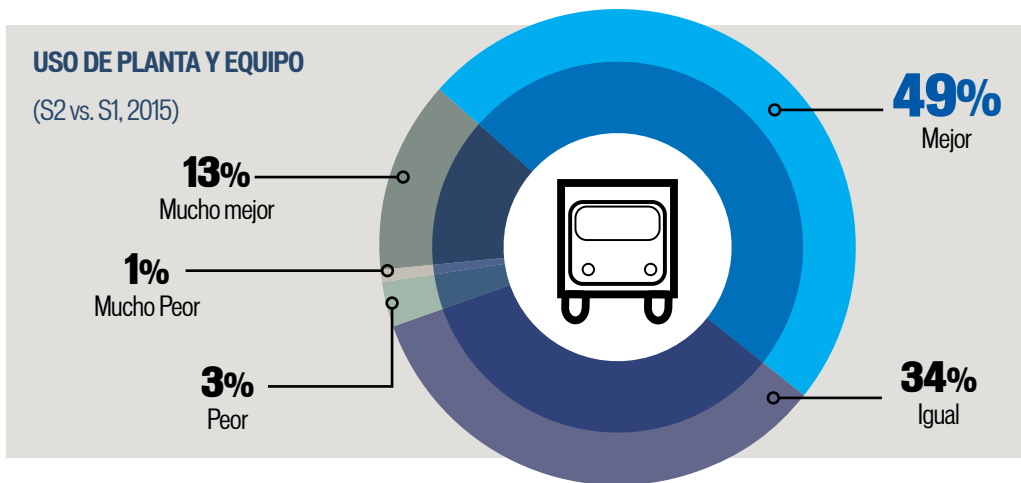 USO DE PLANTA Y EQUIPO
(S2 vs. S1, 2015)
49%
Mejor
13%
Mucho mejor
1%
Mucho Peor
3%
Peor
34%
Igual